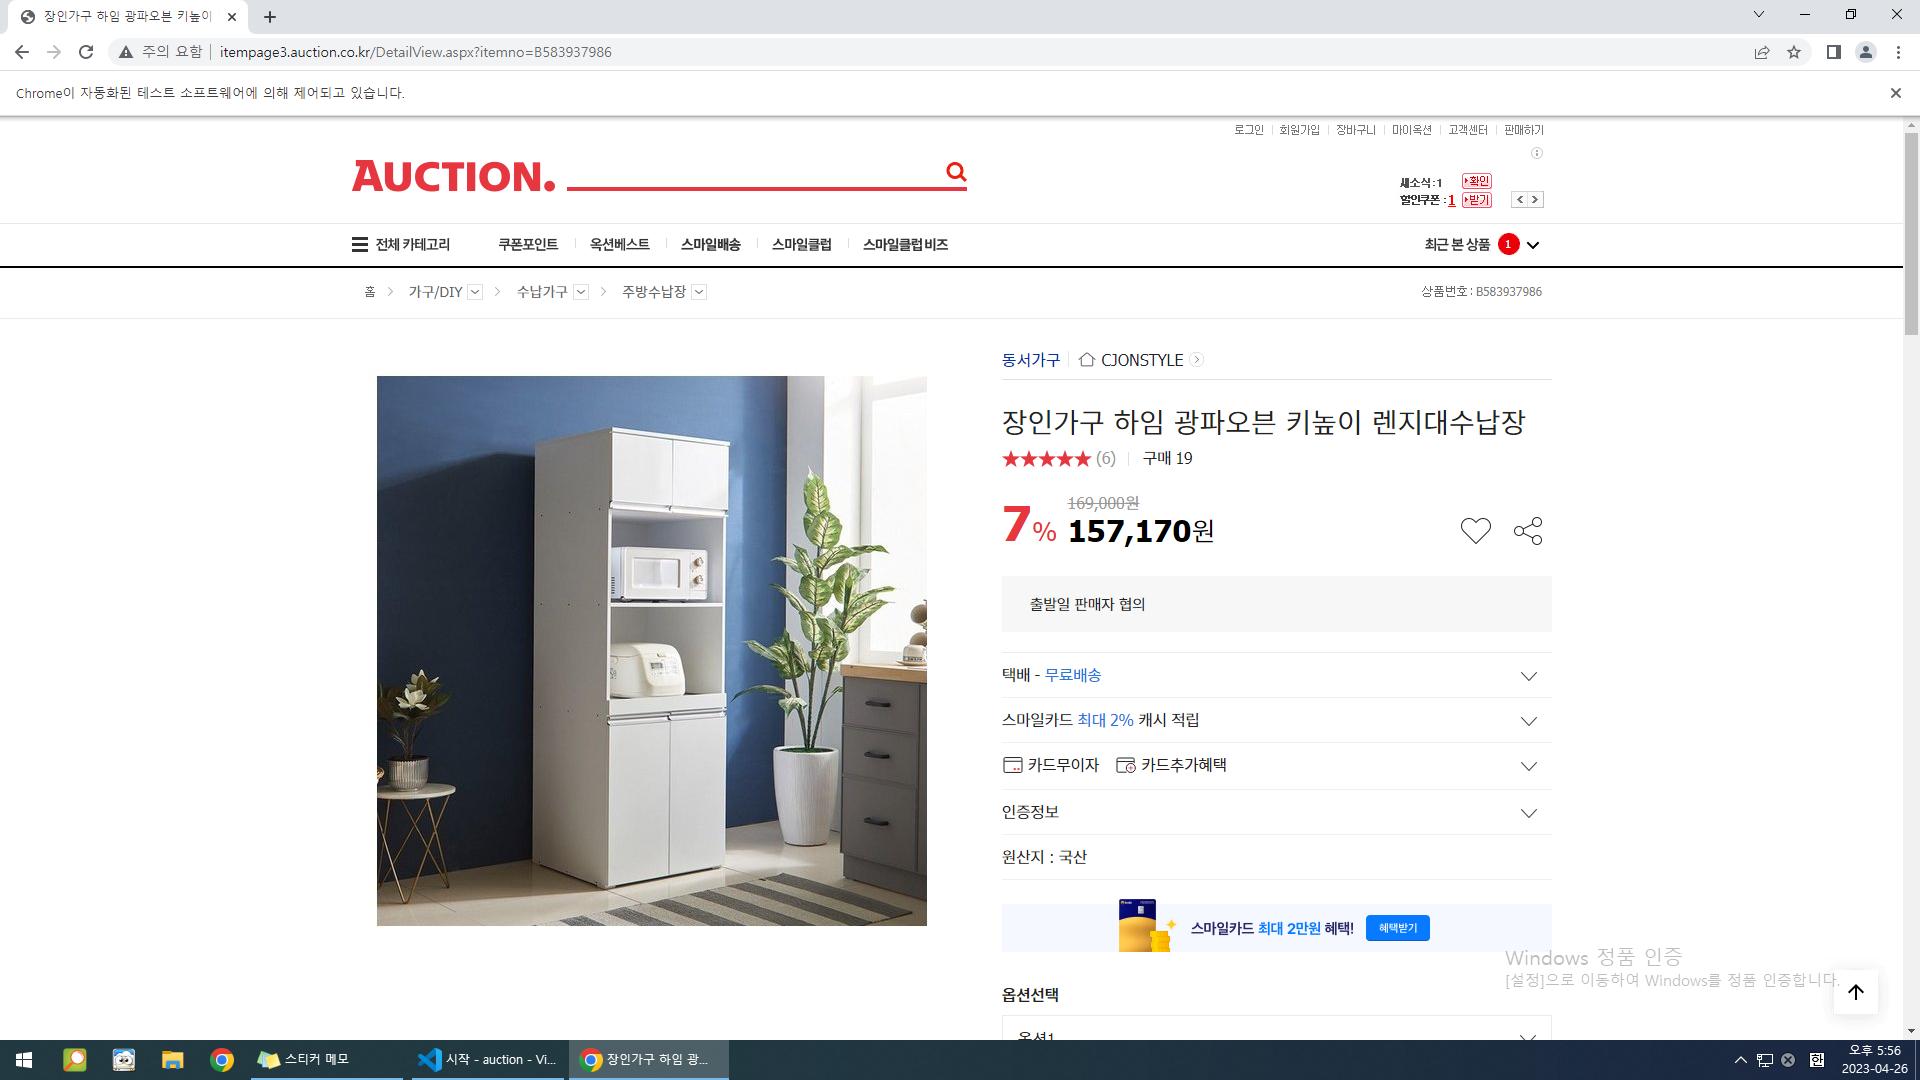 장인가구 하임 광파오븐 키높이
주의 요함
itempage3.auction.co.kr/DetailView.aspx?itemno=B583937986
Chrome이 자동화된 테스트 소프트웨어에 의해 제어되고 있습니다.
로그인 회원가입 장바구니 마이옥션 고객센터 판매하기
AUCTION.
새소식 : 1 확인
할인쿠폰 : 1 받기
전체 카테고리 쿠폰포인트 옥션베스트 스마일배송 스마일클럽 스마일클럽 비즈 최근 본 상품 1
홈 가구/DIY 수납가구 주방수납장 상품번호 : B583937986
동서가구 CJONSTYLE
장인가구 하임 광파오븐 키높이 렌지대수납장
(6) 구매 19
169,000원
7% 157,170원
출발일 판매자 협의
택배 - 무료배송
스마일카드 최대 2% 캐시 적립
카드무이자 카드추가혜택
인증정보
원산지 : 국산
스마일카드 최대 2만원 혜택! 혜택받기
Windows 정품 인증
[설정]으로 이동하여 Windows를 정품 인증합니다.
옵션선택
옵션1
스티커 메모
시작 - auction - Vi...
장인가구 하임 광...
한
오후 5:56
2023-04-26